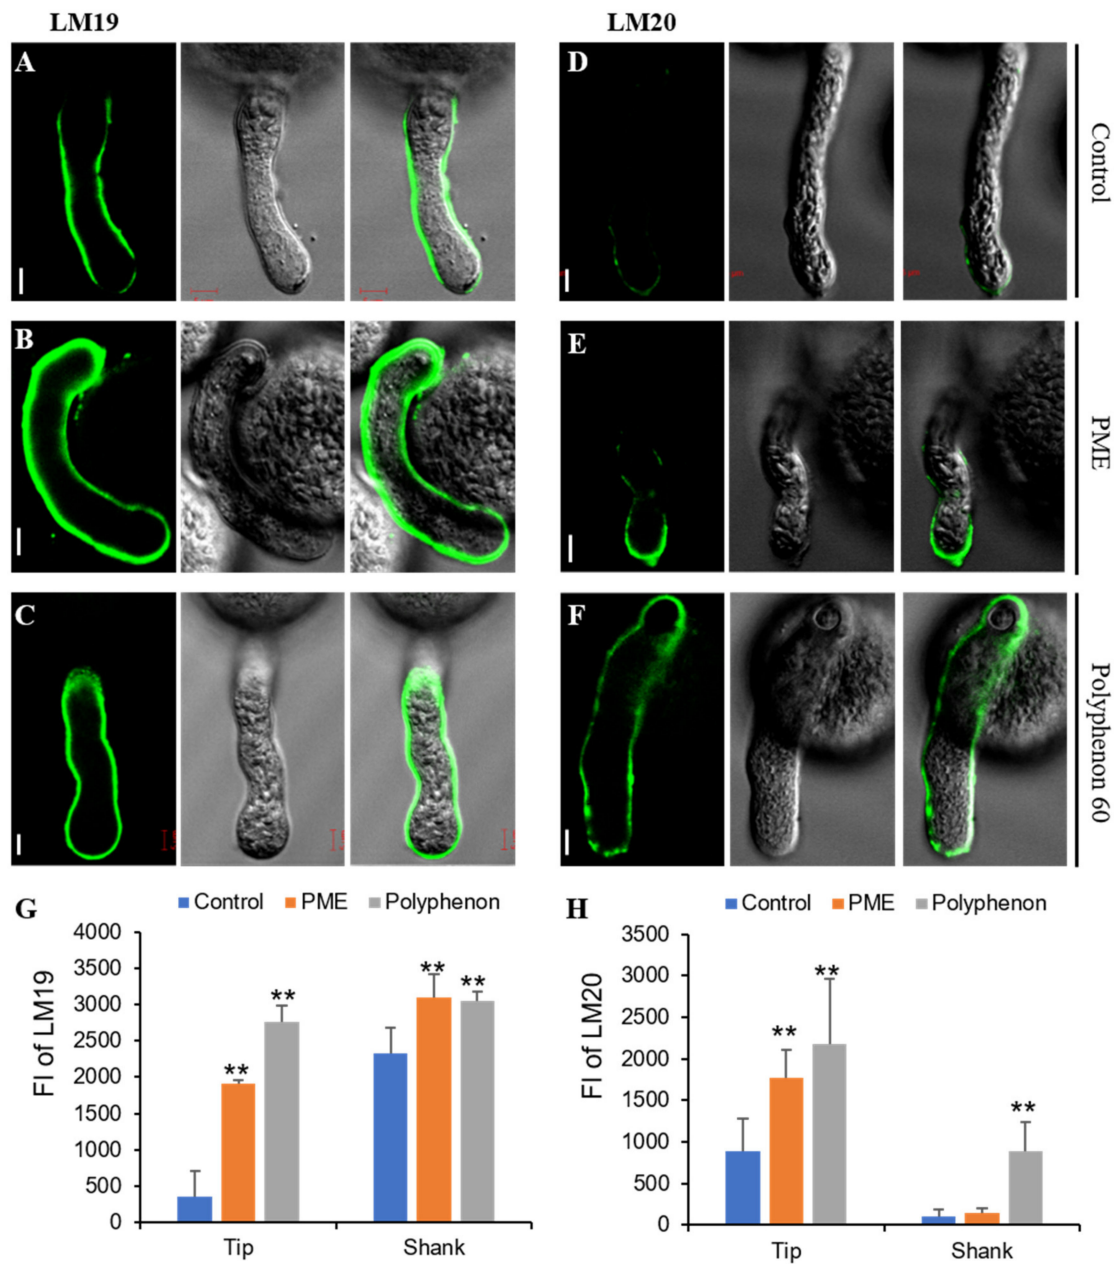 LM19
LM20
A
D
Control
B
E
PME
C
F
Polyphenon 60
G
Control
PME
Polyphenon
4000
3500
3000
2500
2000
1500
1000
500
0
FI of LM19
**
**
**
**
Tip
Shank
H
Control
PME
Polyphenon
3500
3000
2500
2000
1500
1000
500
0
FI of LM20
**
**
**
Tip
Shank